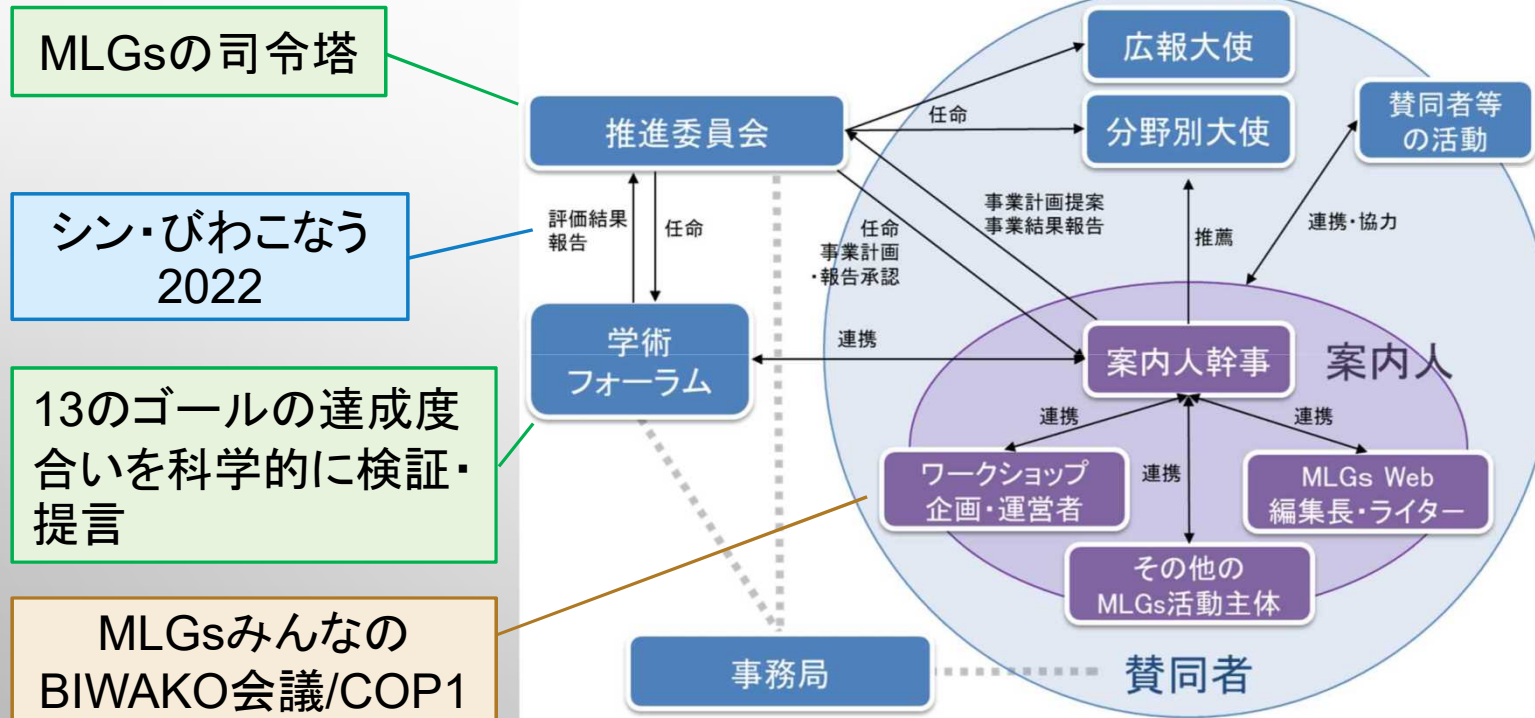 MLGsの司令塔
シン・びわこなう
2022
13のゴールの達成度
合いを科学的に検証・
提言
MLGsみんなの
BIWAKO会議/COP1
推進委員会
広報大使
分野別大使
賛同者等
の活動
任命
評価結果
報告
任命
任命
事業計画
・報告承認
事業計画提案
事業結果報告
推薦
連携・協力
学術
フォーラム
連携
案内人幹事
案内人
連携
連携
連携
ワークショップ
企画・運営者
MLGs Web
編集長・ライター
その他の
MLGs活動主体
事務局
賛同者